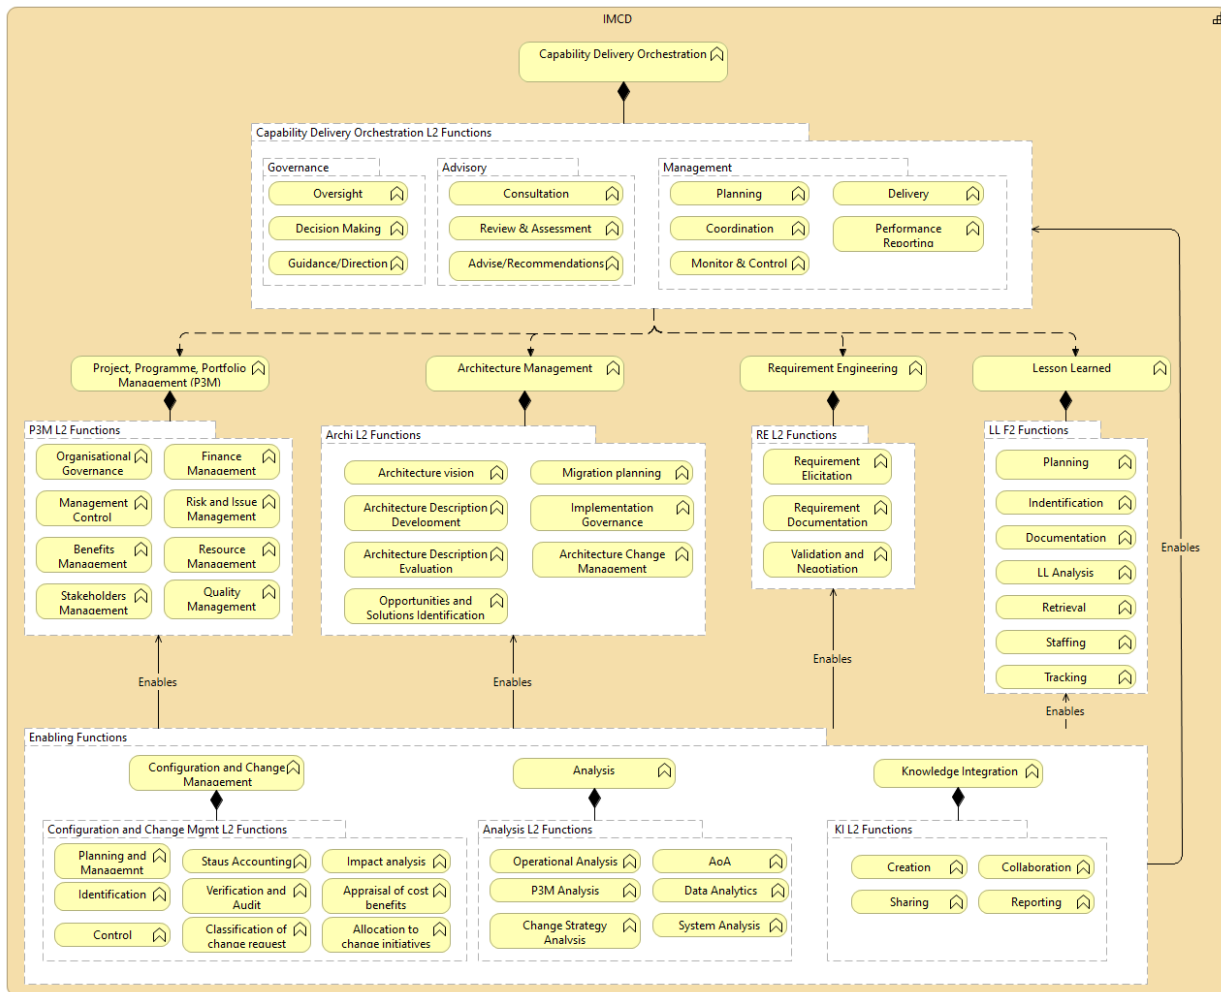 IMCD
Capability Delivery Orchestration
Capability Delivery Orchestration L2 Functions
Governance
Oversight
Decision Making
Guidance/Direction
Advisory
Consultation
Review & Assessment
Advise/Recommendations
Management
Planning
Coordination
Monitor & Control
Delivery
Performance
Reporting
Project, Programme, Portfolio
Management (P3M)
Architecture Management
Requirement Engineering
Lesson Learned
P3M L2 Functions
Organisational
Governance
Management
Control
Benefits
Management
Stakeholders
Management
Finance
Management
Risk and Issue
Management
Resource
Management
Quality
Management
Archi L2 Functions
Architecture vision
Architecture Description
Development
Architecture Description
Evaluation
Opportunities and
Solutions Identification
Migration planning
Implementation
Governance
Architecture Change
Management
RE L2 Functions
Requirement
Elicitation
Requirement
Documentation
Validation and
Negotiation
LL F2 Functions
Planning
Indentification
Documentation
LL Analysis
Retrieval
Staffing
Tracking
Enables
Enables
Enables
Enables
Enables
Enabling Functions
Configuration and Change
Management
Configuration and Change Mgmt L2 Functions
Planning and
Managemnt
Identification
Control
Staus Accounting
Verification and
Audit
Classification of
change request
Impact analysis
Appraisal of cost
benefits
Allocation to
change initiatives
Analysis
Analysis L2 Functions
Operational Analysis
P3M Analysis
Change Strategy
Analysis
AoA
Data Analytics
System Analysis
Knowledge Integration
KI L2 Functions
Creation
Sharing
Collaboration
Reporting